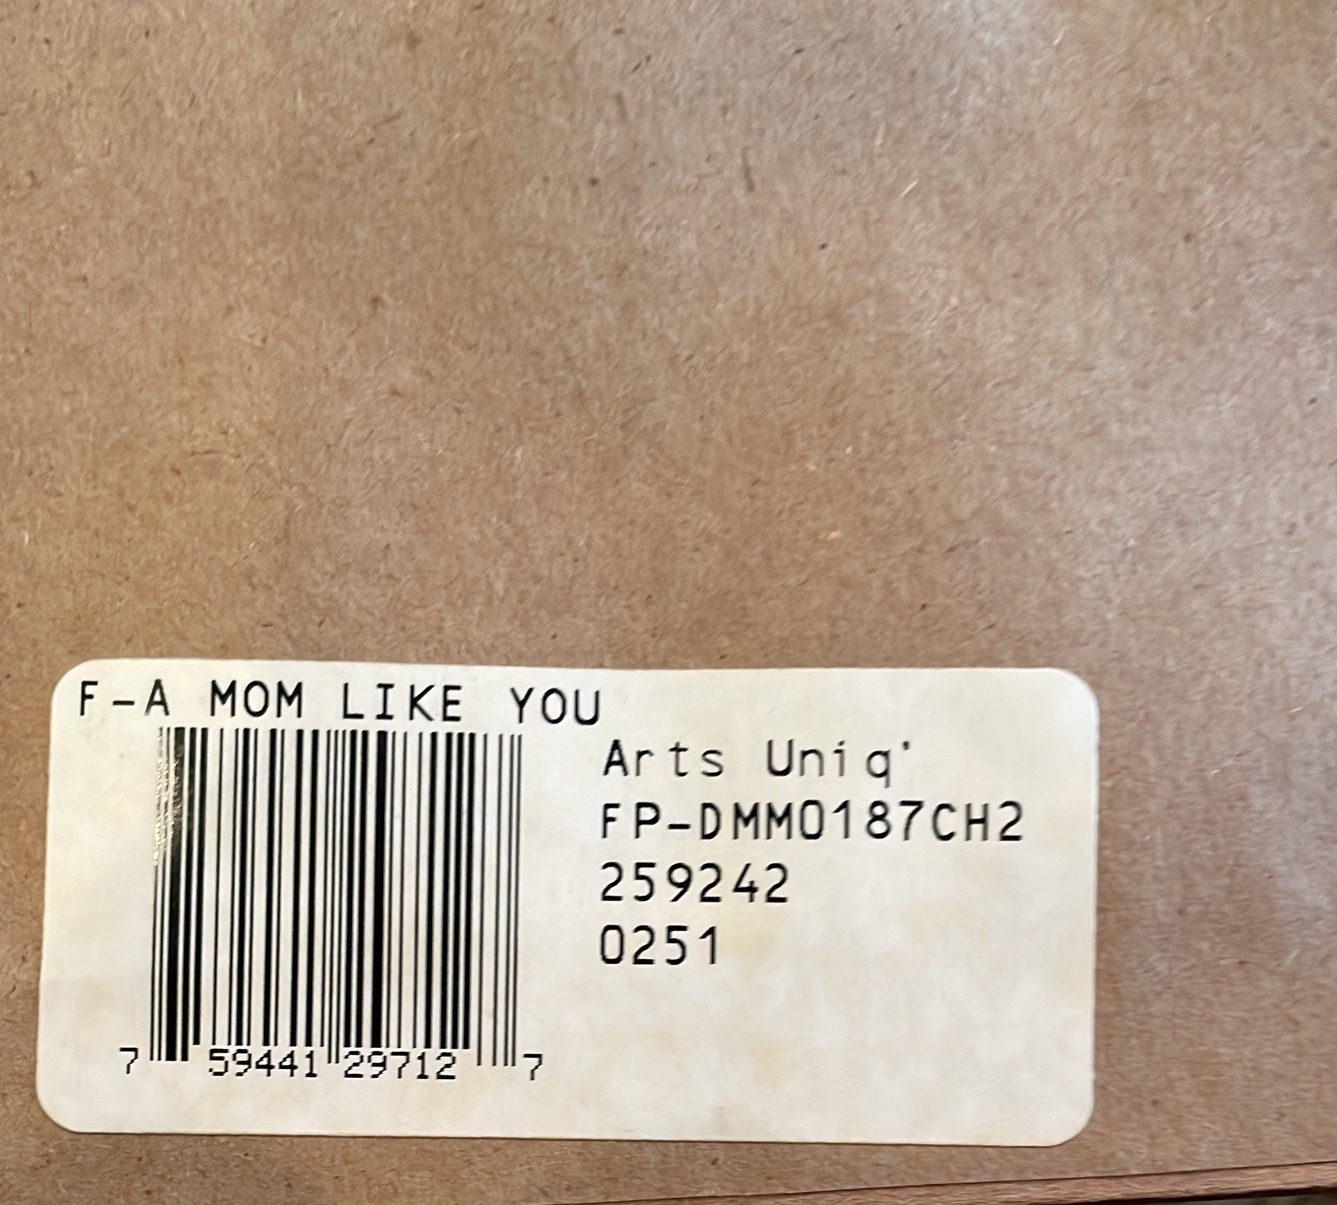 F-A MOM LIKE YOU
Arts Uniq'
FP-DMM0187CH2
259242
0251
7 59441 29712 7